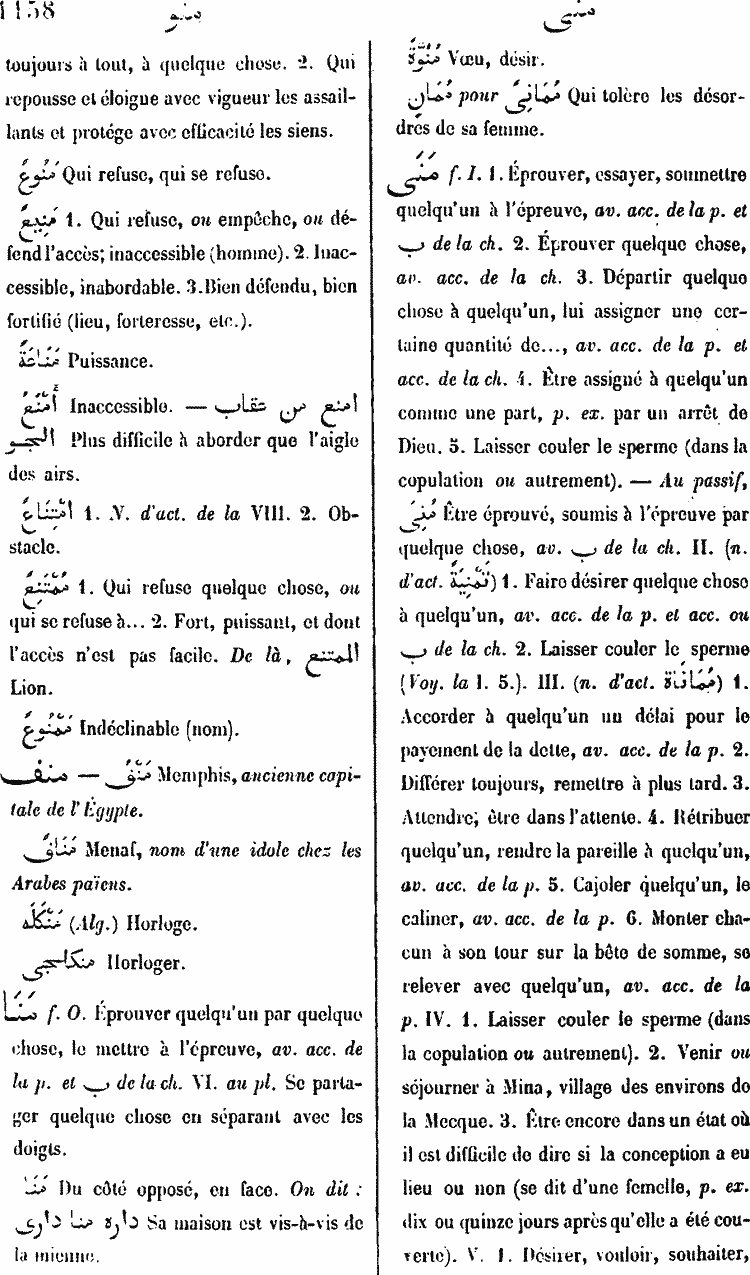 1158
منو
منى
toujours à tout, à quelque chose. 2. Qui
repousse et éloigne avec vigueur les assail-
lants et protége avec efficacité les siens.
مَنُوعٌ Qui refuse, qui se refuse.
مَنِيعٌ 1. Qui refuse, ou empêche, ou dé-
fend l'accès; inaccessible (homme). 2. Inac-
cessible, inabordable. 3. Bien défendu, bien
fortifié (lieu, forteresse, etc.).
مَنَاعَةٌ Puissance.
أَمْنَعُ Inaccessible. — امنع من عقاب
الجو Plus difficile à aborder que l'aigle
des airs.
اِمْتِنَاعٌ 1. N. d'act. de la VIII. 2. Ob-
stacle.
مُمْتَنِعٌ 1. Qui refuse quelque chose, ou
qui se refuse à... 2. Fort, puissant, et dont
l'accès n'est pas facile. De là, الممتنع
Lion.
مَمْنُوعٌ Indéclinable (nom).
منف — مَنْف Memphis, ancienne capi-
tale de l'Égypte.
مَنَاف Menaf, nom d'une idole chez les
Arabes païens.
مَنْكَلَه (Alg.) Horloge.
منكلجى Horloger.
مَنَا f. O. Éprouver quelqu'un par quelque
chose, le mettre à l'épreuve, av. acc. de
la p. et ب de la ch. VI. au pl. Se parta-
ger quelque chose en séparant avec les
doigts.
مَنَا Du côté opposé, en face. On dit :
دارە منا دارى Sa maison est vis-à-vis de
la mienne.
مُنْوَةٌ Vœu, désir.
مُمَانٍ pour مُمَانِىٌ Qui tolère les désor-
dres de sa femme.
مَنَى f. I. 1. Éprouver, essayer, soumettre
quelqu'un à l'épreuve, av. acc. de la p. et
ب de la ch. 2. Éprouver quelque chose,
av. acc. de la ch. 3. Départir quelque
chose à quelqu'un, lui assigner une cer-
taine quantité de..., av. acc. de la p. et
acc. de la ch. 4. Être assigné à quelqu'un
comme une part, p. ex. par un arrêt de
Dieu. 5. Laisser couler le sperme (dans la
copulation ou autrement). — Au passif,
مُنِىَ Être éprouvé, soumis à l'épreuve par
quelque chose, av. ب de la ch. II. (n.
d'act. تَمْنِيَةٌ) 1. Faire désirer quelque chose
à quelqu'un, av. acc. de la p. et acc. ou
ب de la ch. 2. Laisser couler le sperme
(Voy. la I. 5.). III. (n. d'act. مُمَانَاةٌ) 1.
Accorder à quelqu'un un délai pour le
payement de la dette, av. acc. de la p. 2.
Différer toujours, remettre à plus tard. 3.
Attendre; être dans l'attente. 4. Rétribuer
quelqu'un, rendre la pareille à quelqu'un,
av. acc. de la p. 5. Cajoler quelqu'un, le
caliner, av. acc. de la p. 6. Monter cha-
cun à son tour sur la bête de somme, se
relever avec quelqu'un, av. acc. de la
p. IV. 1. Laisser couler le sperme (dans
la copulation ou autrement). 2. Venir ou
séjourner à Mina, village des environs de
la Mecque. 3. Être encore dans un état où
il est difficile de dire si la conception a eu
lieu ou non (se dit d'une femelle, p. ex.
dix ou quinze jours après qu'elle a été cou-
verte). V. 1. Désirer, vouloir, souhaiter,